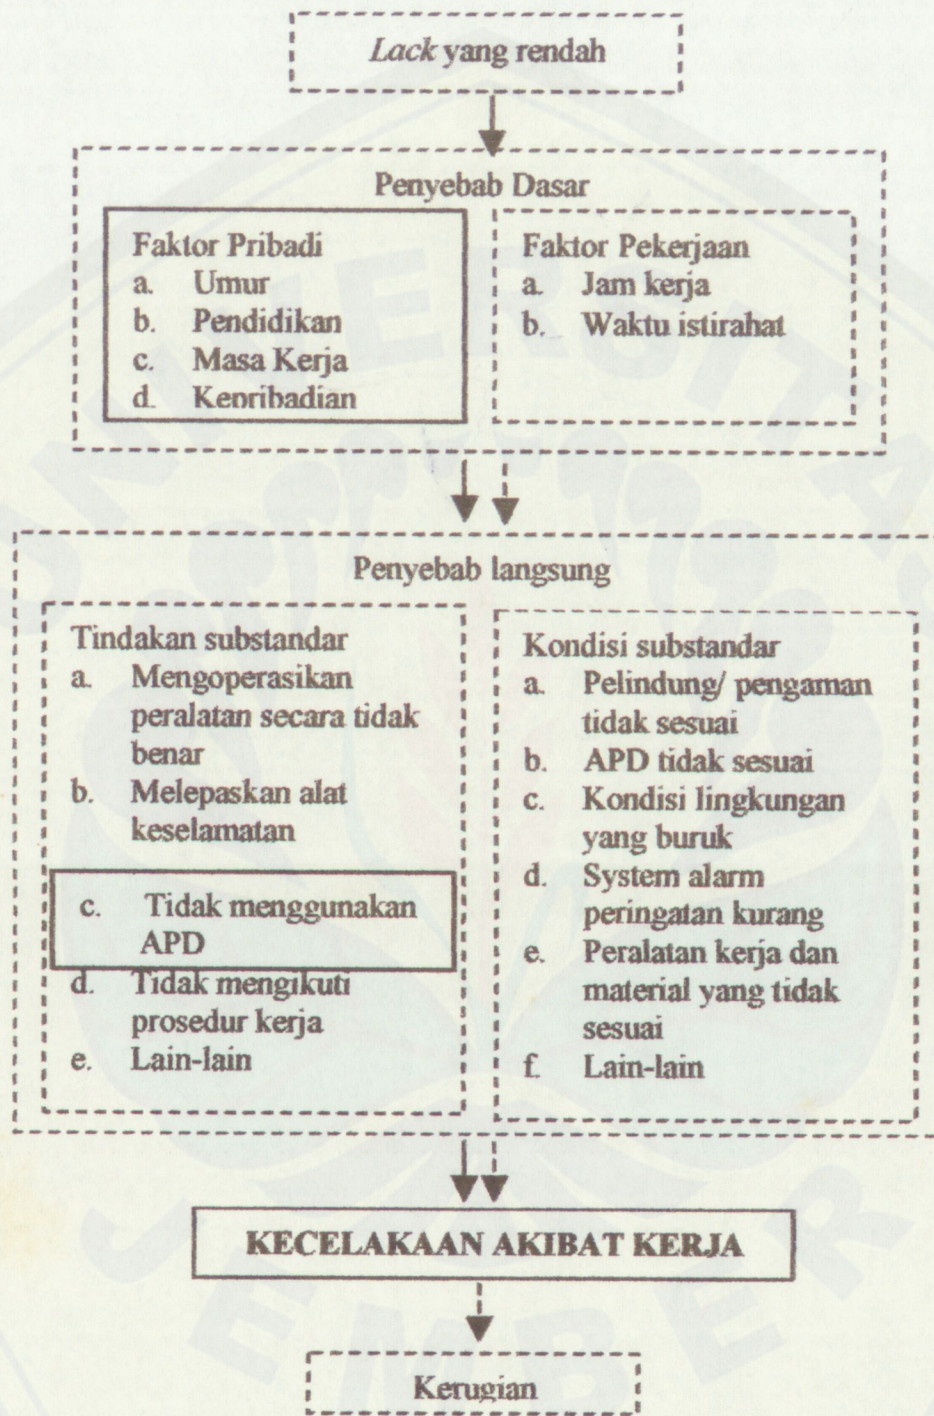 Lack yang rendah
Penyebab Dasar
Faktor Pribadi
a. Umur
b. Pendidikan
c. Masa Kerja
d. Kepribadian
Faktor Pekerjaan
a. Jam kerja
b. Waktu istirahat
Penyebab langsung
Tindakan substandar
a. Mengoperasikan
peralatan secara tidak
benar
b. Melepaskan alat
keselamatan
c. Tidak menggunakan
APD
d. Tidak mengikuti
prosedur kerja
e. Lain-lain
Kondisi substandar
a. Pelindung/ pengaman
tidak sesuai
b. APD tidak sesuai
c. Kondisi lingkungan
yang buruk
d. System alarm
peringatan kurang
e. Peralatan kerja dan
material yang tidak
sesuai
f. Lain-lain
KECELAKAAN AKIBAT KERJA
Kerugian
UNIVERSITAS
JEMBER